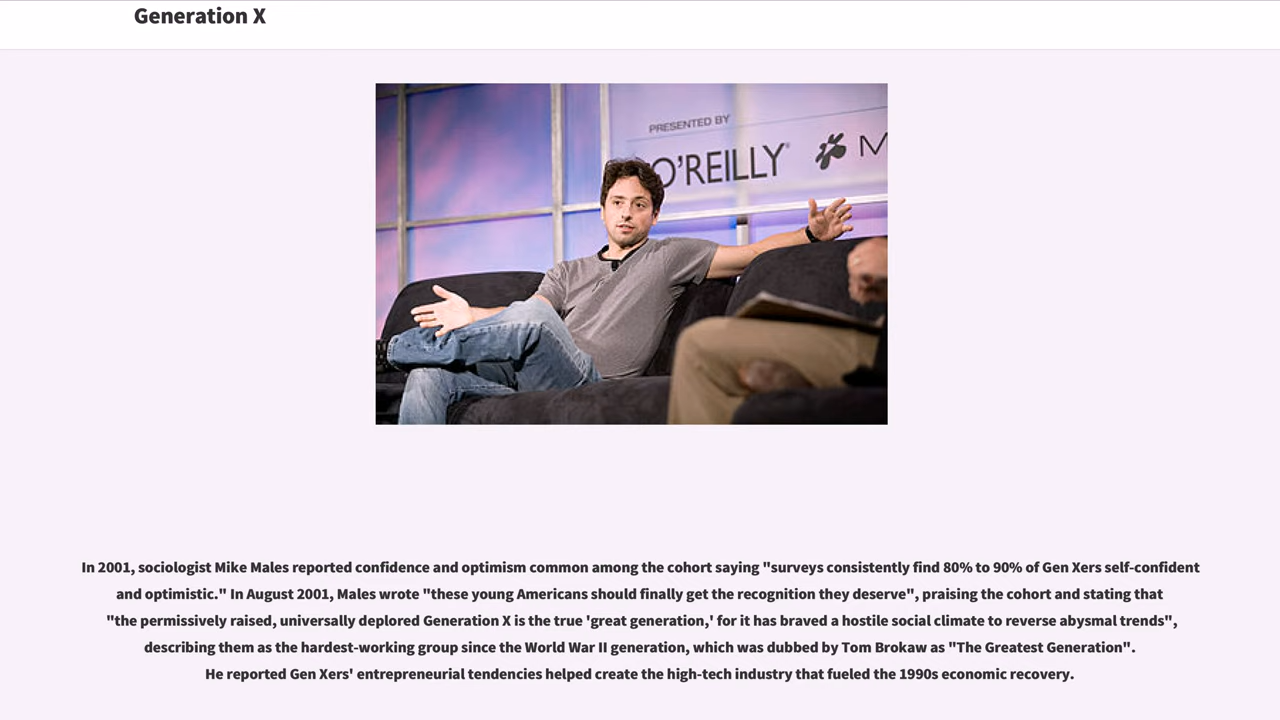 Generation X
PRESENTED BY
O'REILLY
M
In 2001, sociologist Mike Males reported confidence and optimism common among the cohort saying "surveys consistently find 80% to 90% of Gen Xers self-confident
and optimistic." In August 2001, Males wrote "these young Americans should finally get the recognition they deserve", praising the cohort and stating that
"the permissively raised, universally deplored Generation X is the true 'great generation,' for it has braved a hostile social climate to reverse abysmal trends",
describing them as the hardest-working group since the World War II generation, which was dubbed by Tom Brokaw as "The Greatest Generation".
He reported Gen Xers' entrepreneurial tendencies helped create the high-tech industry that fueled the 1990s economic recovery.